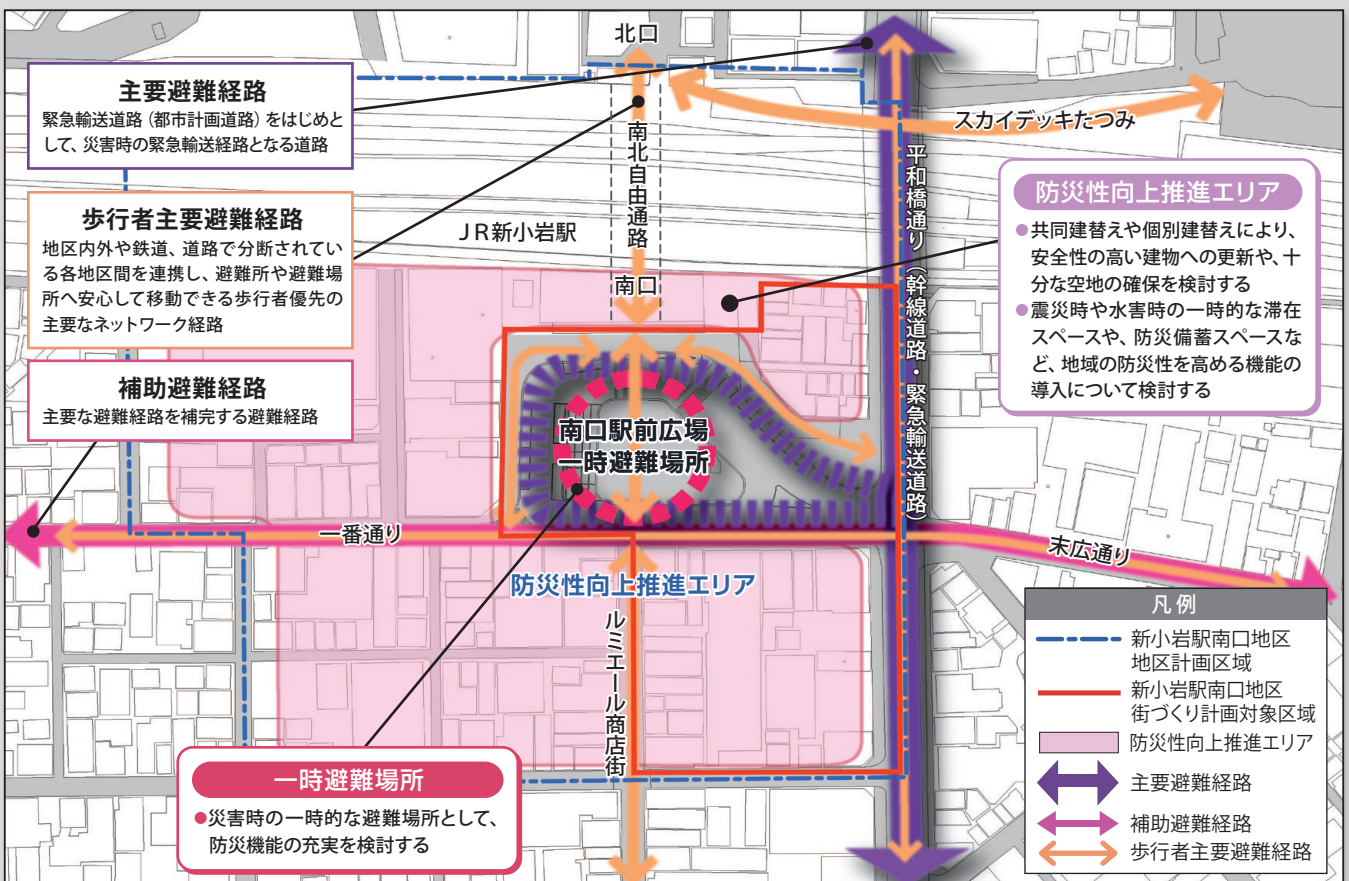 北口
主要避難経路
緊急輸送道路（都市計画道路）をはじめと
して、災害時の緊急輸送経路となる道路
スカイデッキたつみ
南北自由通路
平和橋通り（幹線道路・緊急輸送道路）
歩行者主要避難経路
地区内外や鉄道、道路で分断されてい
る各地区間を連携し、避難所や避難場
所へ安心して移動できる歩行者優先の
主要なネットワーク経路
JR新小岩駅
南口
防災性向上推進エリア
●共同建替えや個別建替えにより、
安全性の高い建物への更新や、十
分な空地の確保を検討する
●震災時や水害時の一時的な滞在
スペースや、防災備蓄スペースな
ど、地域の防災性を高める機能の
導入について検討する
補助避難経路
主要な避難経路を補完する避難経路
南口駅前広場
一時避難場所
一番通り
末広通り
防災性向上推進エリア
ルミエール商店街
一時避難場所
●災害時の一時的な避難場所として、
防災機能の充実を検討する
凡例
新小岩駅南口地区
地区計画区域
新小岩駅南口地区
街づくり計画対象区域
防災性向上推進エリア
主要避難経路
補助避難経路
歩行者主要避難経路